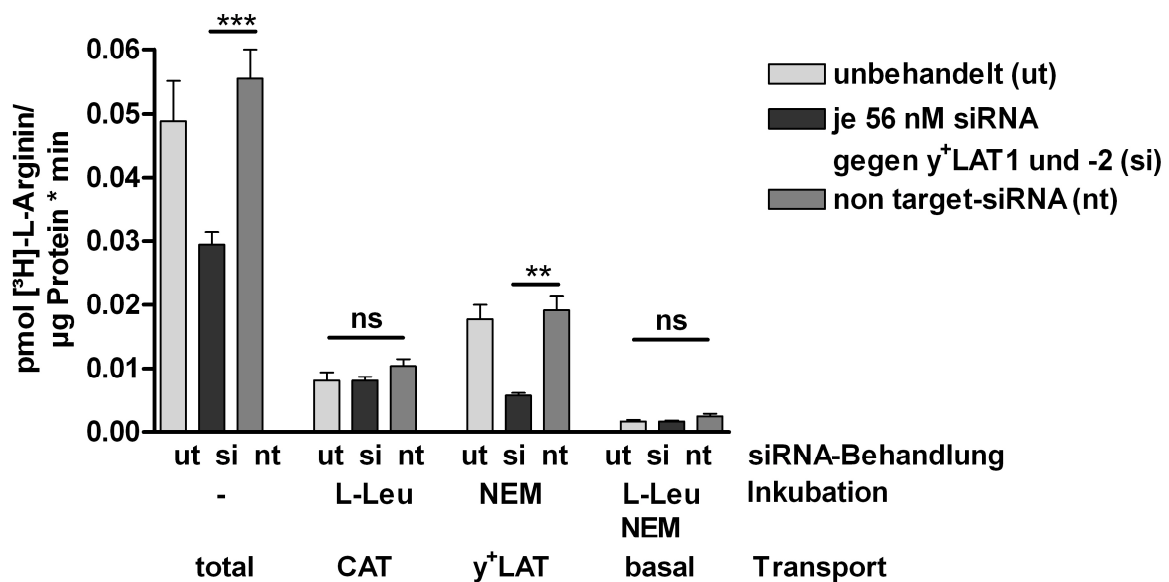 ***
0.06
0.05
0.04
0.03
0.02
0.01
0.00
pmol [³H]-L-Arginin/
µg Protein * min
ns
**
ns
unbehandelt (ut)
je 56 nM siRNA
gegen y⁺LAT1 und -2 (si)
non target-siRNA (nt)
ut si nt ut si nt ut si nt ut si nt siRNA-Behandlung
- L-Leu NEM L-Leu Inkubation
NEM
total CAT y⁺LAT basal Transport